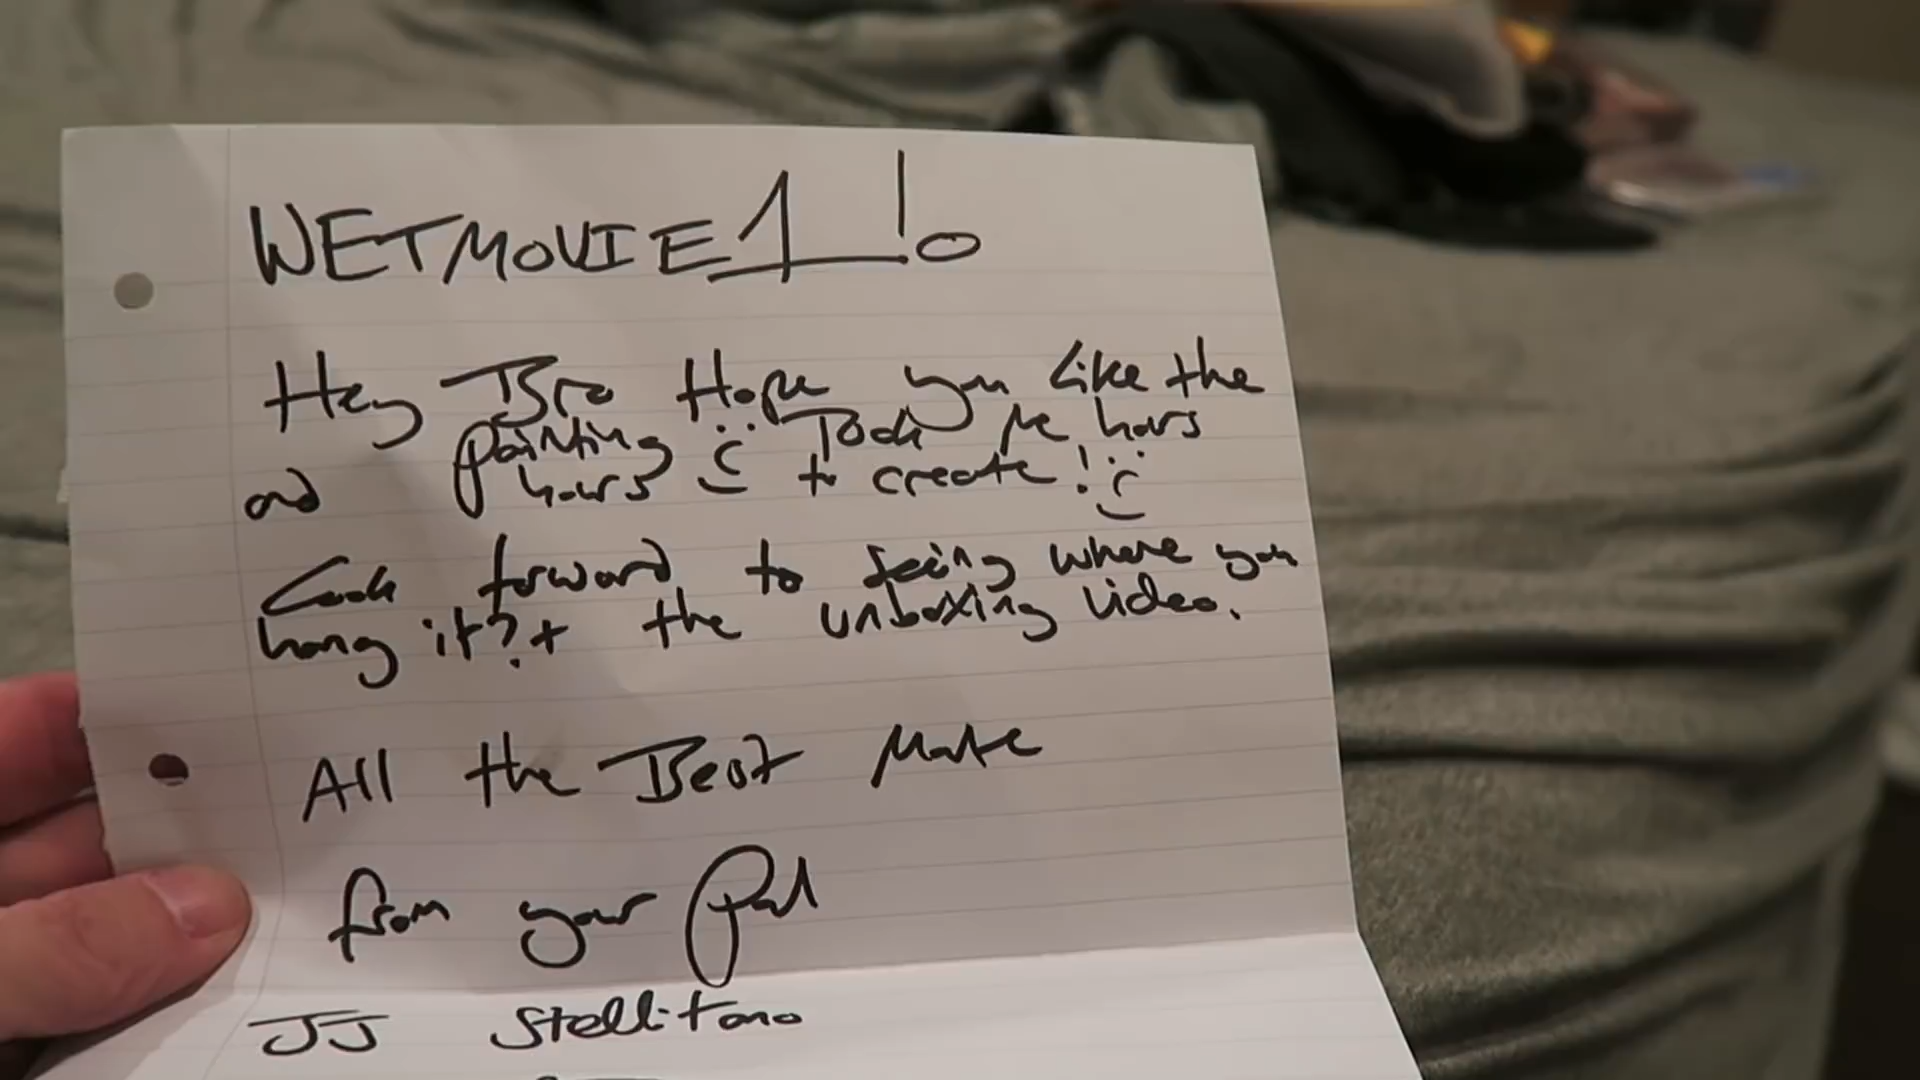 WETMOVIE1!
Hey Bro Hope you like the
painting :) Took me hours
and hours to create! :)
Look forward to seing where you
hang it? + the unboxing video.
All the Best Mate
from your Pal
JJ Stellitano